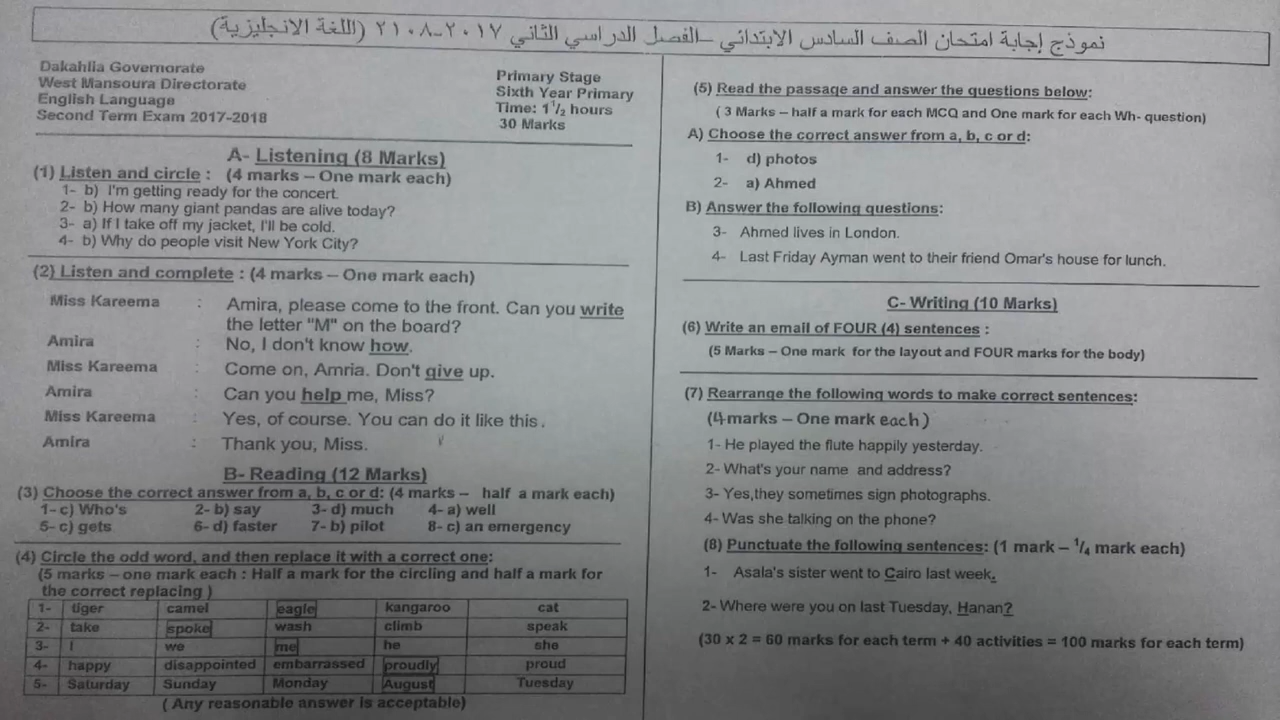 نموذج إجابة امتحان الصف السادس الابتدائي –الفصل الدراسي الثاني ٢٠١٧-٢١٠٨ (اللغة الانجليزية)
Dakahlia Governorate
West Mansoura Directorate
English Language
Second Term Exam 2017-2018
Primary Stage
Sixth Year Primary
Time: 1 1/2 hours
30 Marks
A- Listening (8 Marks)
(1) Listen and circle : (4 marks – One mark each)
1- b) I'm getting ready for the concert.
2- b) How many giant pandas are alive today?
3- a) If I take off my jacket, I'll be cold.
4- b) Why do people visit New York City?
(2) Listen and complete : (4 marks – One mark each)
Miss Kareema : Amira, please come to the front. Can you write
the letter "M" on the board?
Amira : No, I don't know how.
Miss Kareema : Come on, Amria. Don't give up.
Amira : Can you help me, Miss?
Miss Kareema : Yes, of course. You can do it like this.
Amira : Thank you, Miss.
B- Reading (12 Marks)
(3) Choose the correct answer from a, b, c or d: (4 marks – half a mark each)
1- c) Who's 2- b) say 3- d) much 4- a) well
5- c) gets 6- d) faster 7- b) pilot 8- c) an emergency
(4) Circle the odd word, and then replace it with a correct one:
(5 marks – one mark each : Half a mark for the circling and half a mark for
the correct replacing )
1- tiger camel eagle kangaroo cat
2- take spoke wash climb speak
3- I we me he she
4- happy disappointed embarrassed proudly proud
5- Saturday Sunday Monday August Tuesday
( Any reasonable answer is acceptable)
(5) Read the passage and answer the questions below:
( 3 Marks – half a mark for each MCQ and One mark for each Wh- question)
A) Choose the correct answer from a, b, c or d:
1- d) photos
2- a) Ahmed
B) Answer the following questions:
3- Ahmed lives in London.
4- Last Friday Ayman went to their friend Omar's house for lunch.
C- Writing (10 Marks)
(6) Write an email of FOUR (4) sentences :
(5 Marks – One mark for the layout and FOUR marks for the body)
(7) Rearrange the following words to make correct sentences:
(4 marks – One mark each)
1- He played the flute happily yesterday.
2- What's your name and address?
3- Yes,they sometimes sign photographs.
4- Was she talking on the phone?
(8) Punctuate the following sentences: (1 mark – 1/4 mark each)
1- Asala's sister went to Cairo last week.
2- Where were you on last Tuesday, Hanan?
(30 x 2 = 60 marks for each term + 40 activities = 100 marks for each term)